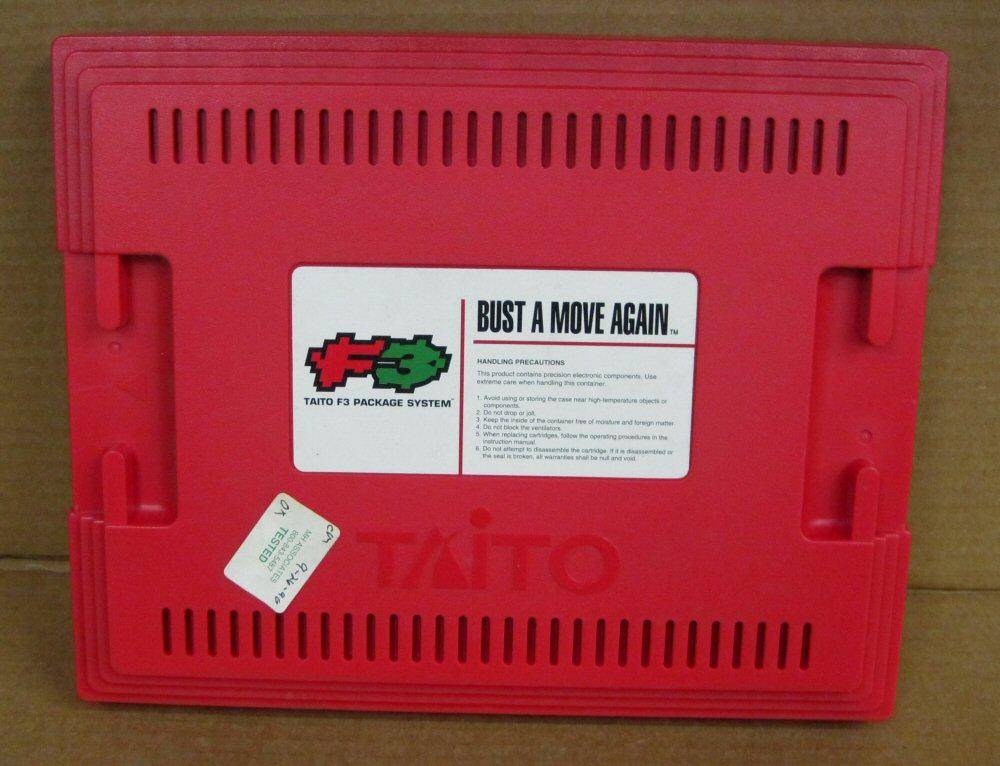 BUST A MOVE AGAIN™
F3
TAITO F3 PACKAGE SYSTEM™
HANDLING PRECAUTIONS
This product contains precision electronic components. Use
extreme care when handling this container.
1. Avoid using or storing the case near high-temperature objects or
components.
2. Do not drop or jolt.
3. Keep the inside of the container free of moisture and foreign matter.
4. Do not block the ventilators.
5. When replacing cartridges, follow the operating procedures in the
instruction manual.
6. Do not attempt to disassemble the cartridge. If it is disassembled or
the seal is broken, all warranties shall be null and void.
TAITO
MH ASSOCIATES
800-843-5487
TESTED
OK